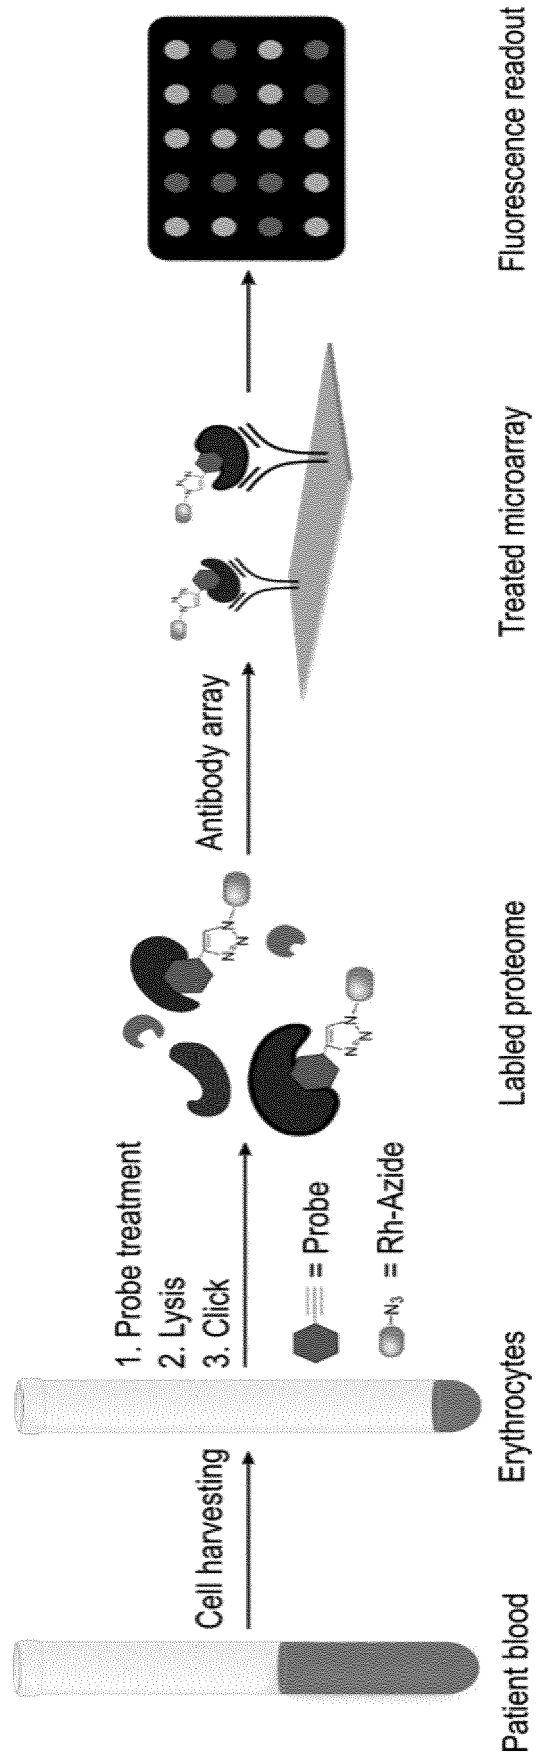 Patient blood
Cell harvesting
Erythrocytes
1. Probe treatment
2. Lysis
3. Click
= Probe
–N3 = Rh-Azide
N
N
N
N
N
N
Labled proteome
Antibody array
N
N
N
N
N
N
Treated microarray
Fluorescence readout